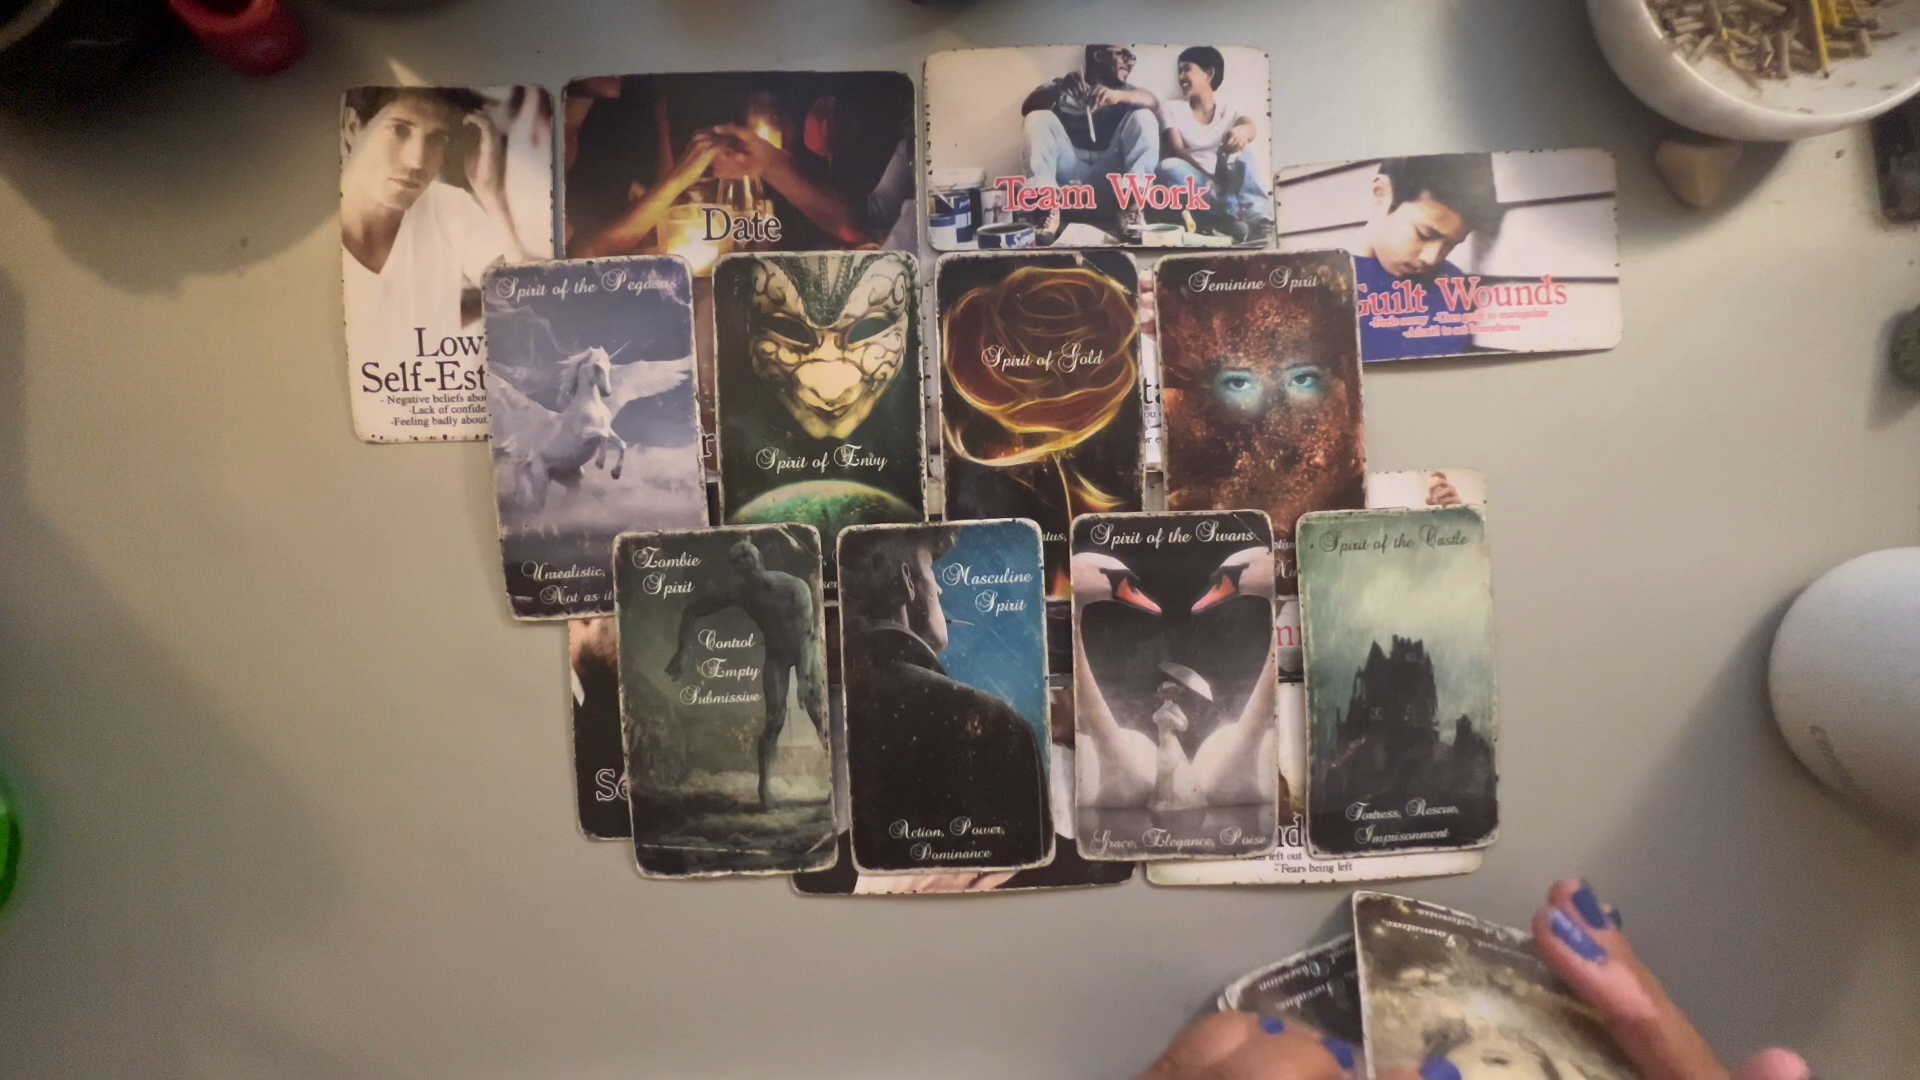 Low
Self-Est
- Negative beliefs abo
-Lack of confide
-Feeling badly about
Date
Team Work
Guilt Wounds
Spirit of the Pegasus
Unrealistic,
Not as it
Spirit of Envy
Spirit of Gold
Feminine Spirit
Zombie
Spirit
Control
Empty
Submissive
Masculine
Spirit
Action, Power,
Dominance
Spirit of the Swans
Grace, Elegance, Poise
Spirit of the Castle
Fortress, Rescue,
Imprisonment
left out
-Fears being left